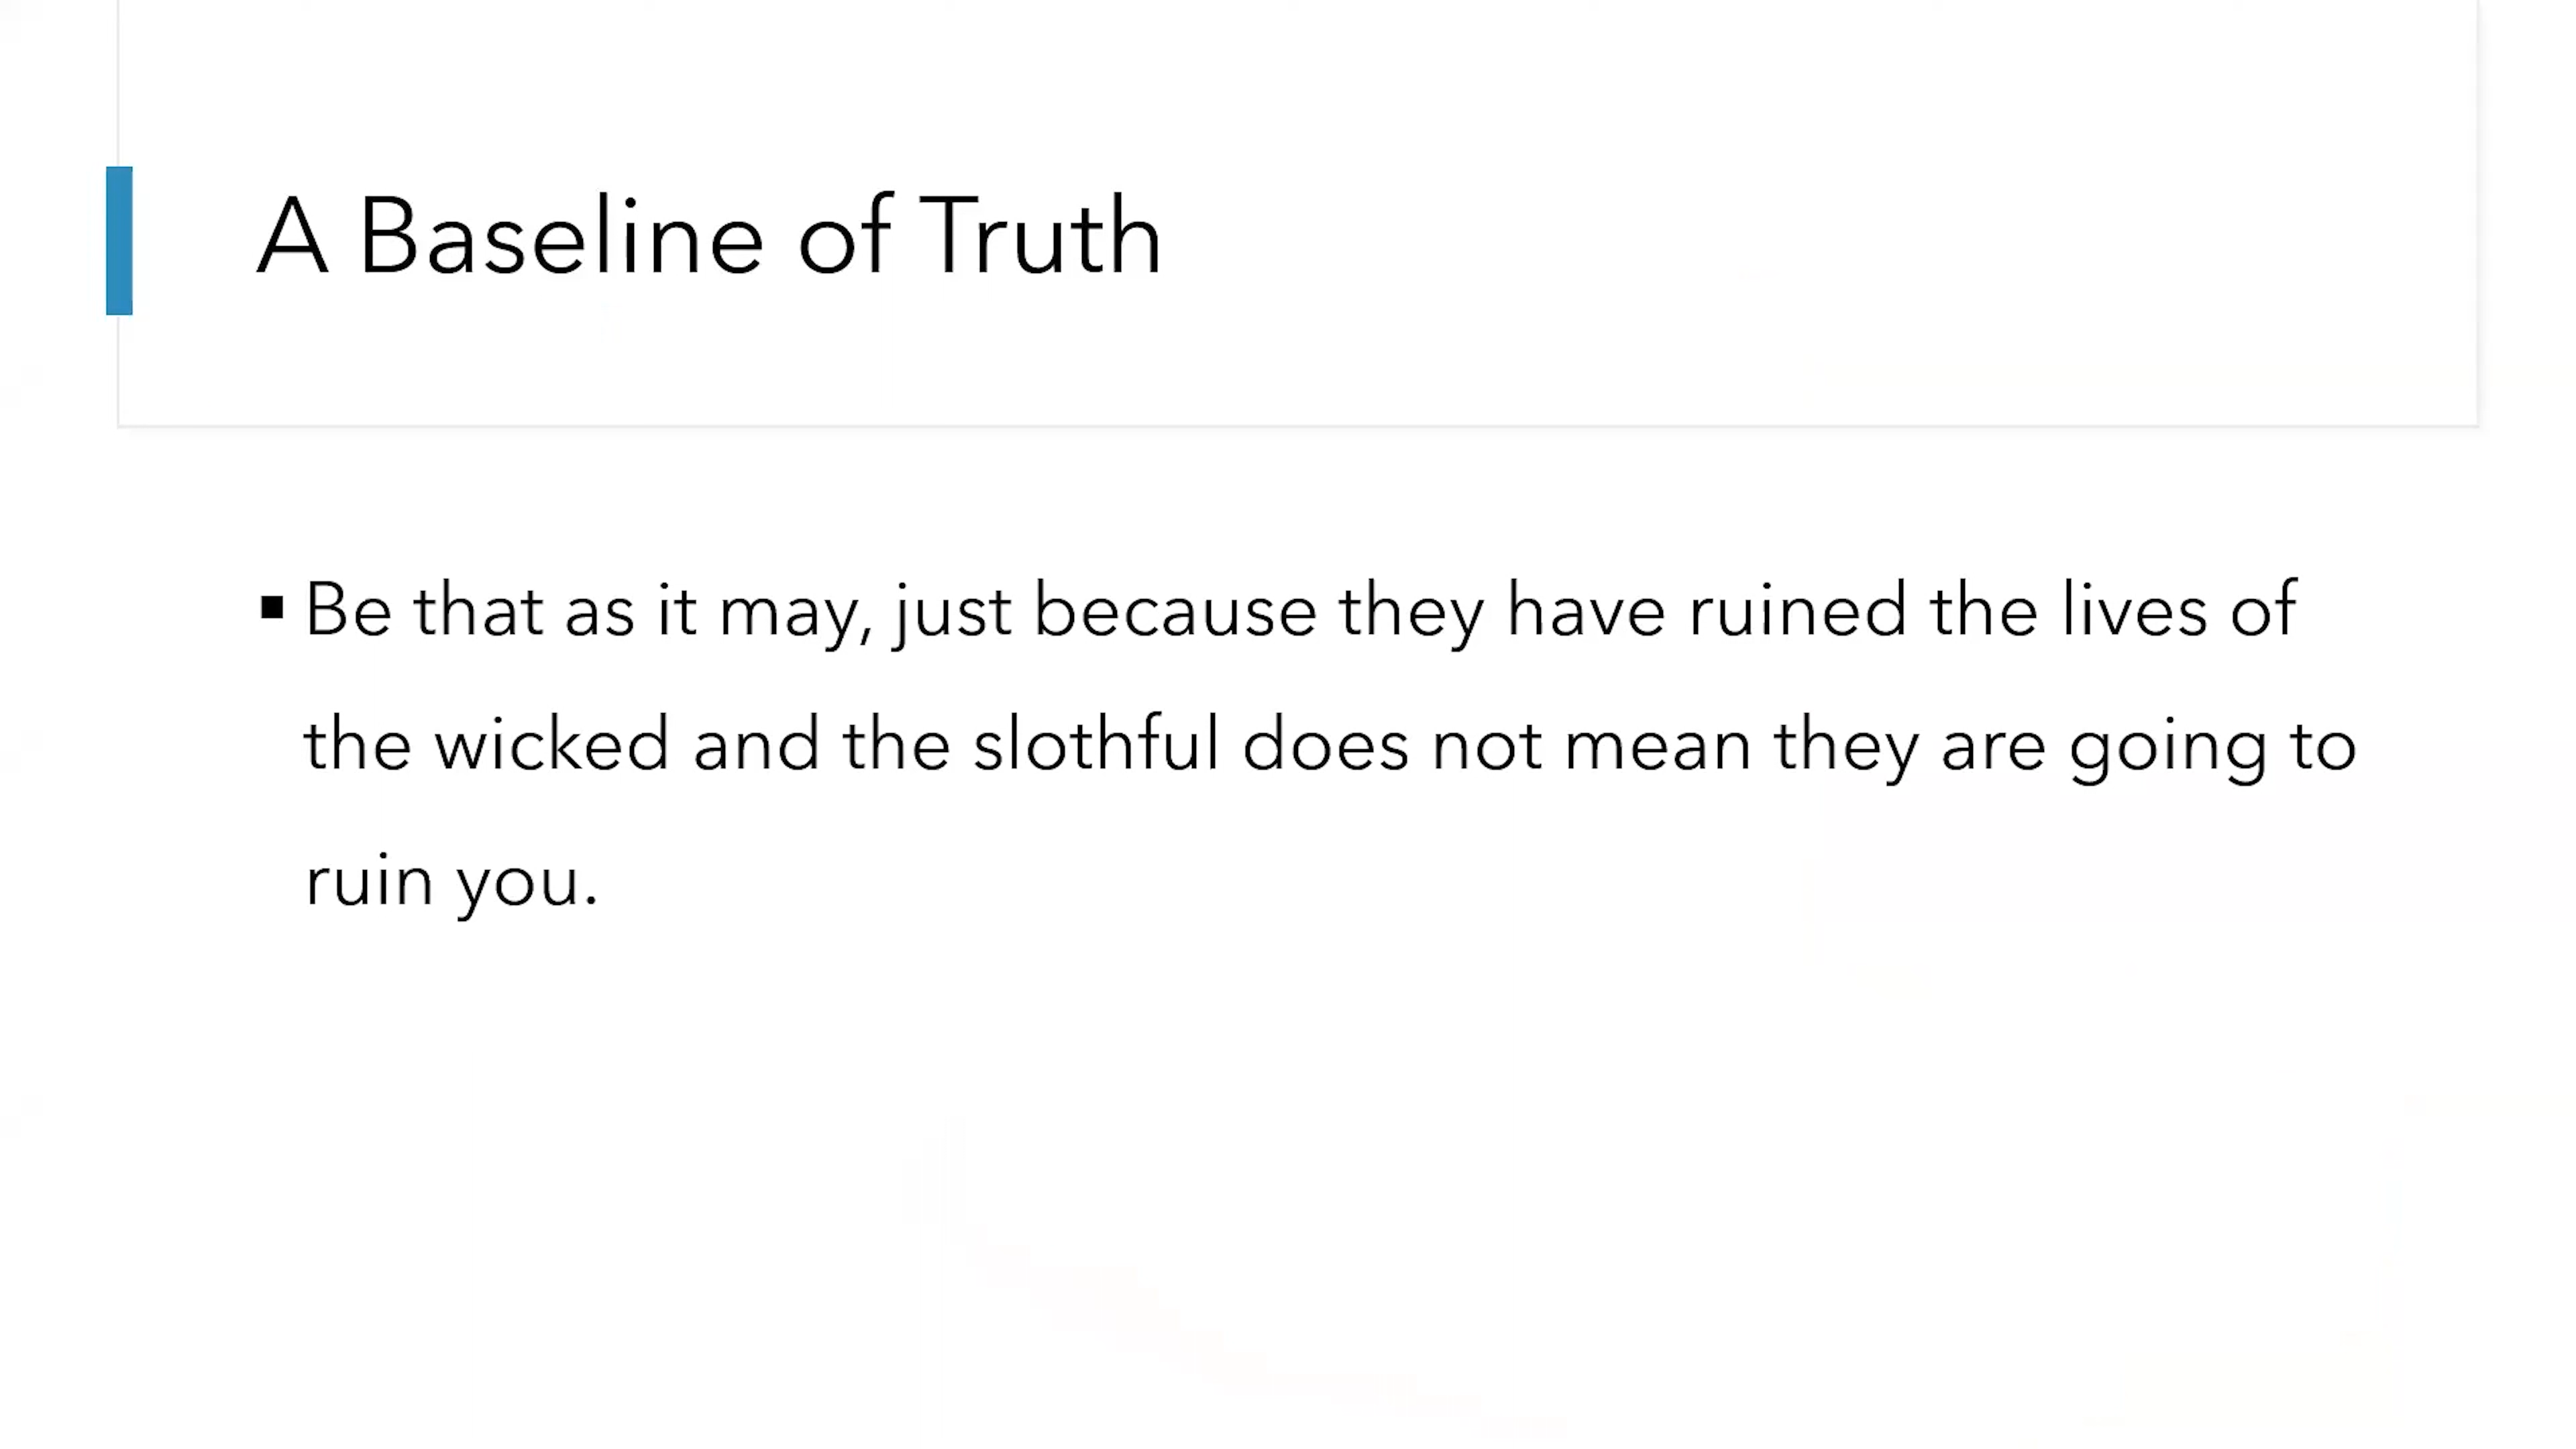 A Baseline of Truth
▪ Be that as it may, just because they have ruined the lives of
the wicked and the slothful does not mean they are going to
ruin you.